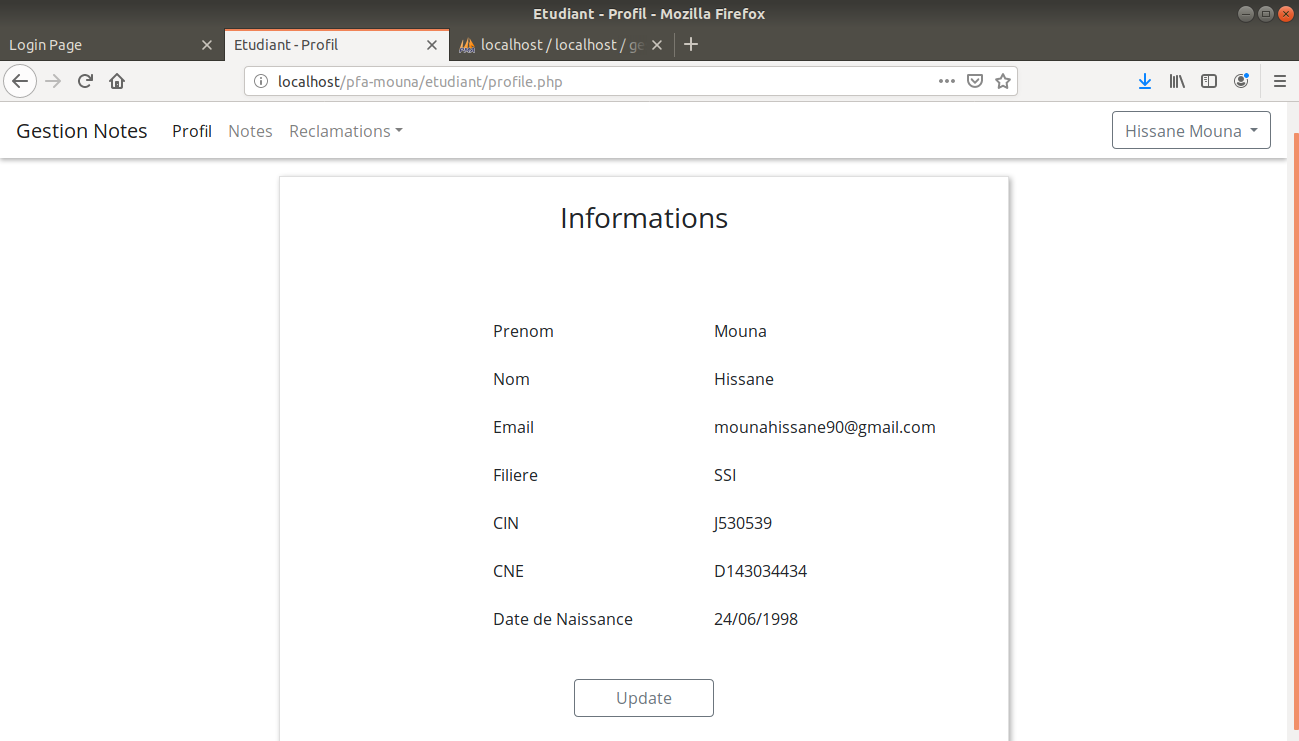 Etudiant - Profil - Mozilla Firefox
Login Page Etudiant - Profil localhost / localhost / ge
localhost/pfa-mouna/etudiant/profile.php
Gestion Notes Profil Notes Reclamations Hissane Mouna
Informations
Prenom Mouna
Nom Hissane
Email mounahissane90@gmail.com
Filiere SSI
CIN J530539
CNE D143034434
Date de Naissance 24/06/1998
Update